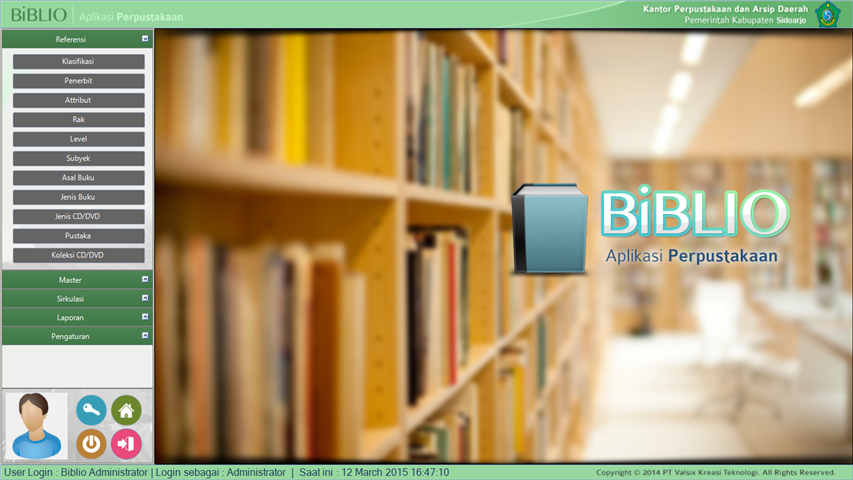 BiBLIO Aplikasi Perpustakaan
Kantor Perpustakaan dan Arsip Daerah
Pemerintah Kabupaten Sidoarjo
Referensi
Klasifikasi
Penerbit
Attribut
Rak
Level
Subyek
Asal Buku
Jenis Buku
Jenis CD/DVD
Pustaka
Koleksi CD/DVD
Master
Sirkulasi
Laporan
Pengaturan
BiBLIO
Aplikasi Perpustakaan
User Login : Biblio Administrator | Login sebagai : Administrator | Saat ini : 12 March 2015 16:47:10
Copyright © 2014 PT Valsix Kreasi Teknologi. All Rights Reserved.